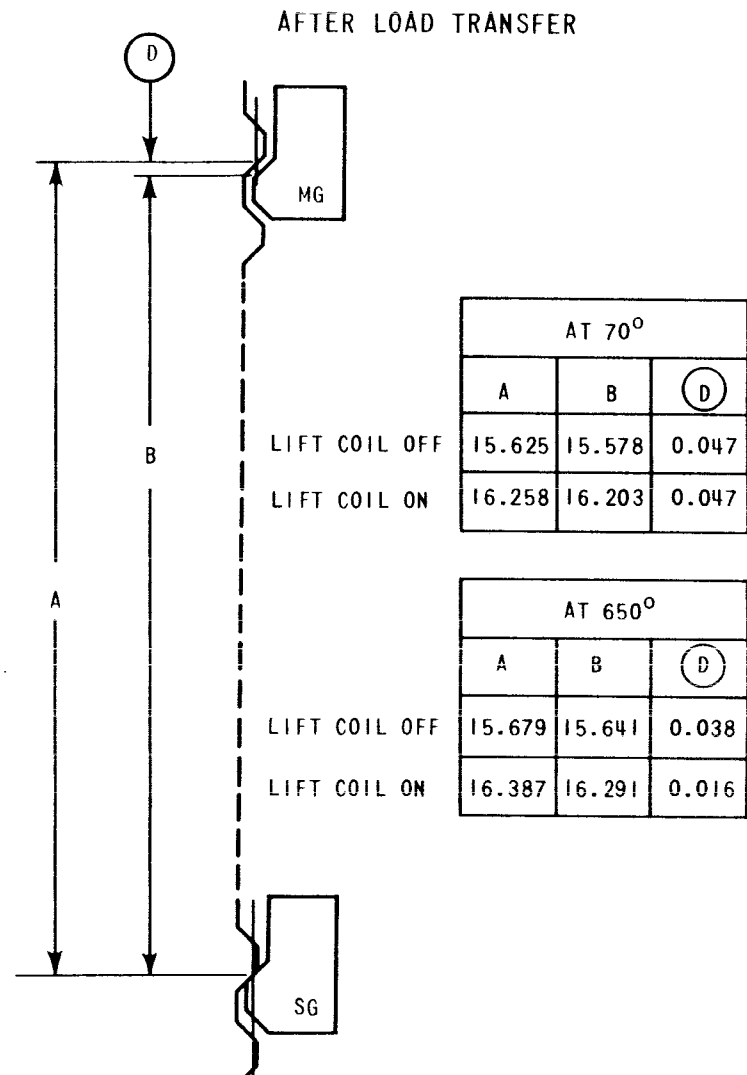 AFTER LOAD TRANSFER
D
MG
AT 70°
A B D
LIFT COIL OFF 15.625 15.578 0.047
LIFT COIL ON 16.258 16.203 0.047
B
A
AT 650°
A B D
LIFT COIL OFF 15.679 15.641 0.038
LIFT COIL ON 16.387 16.291 0.016
SG